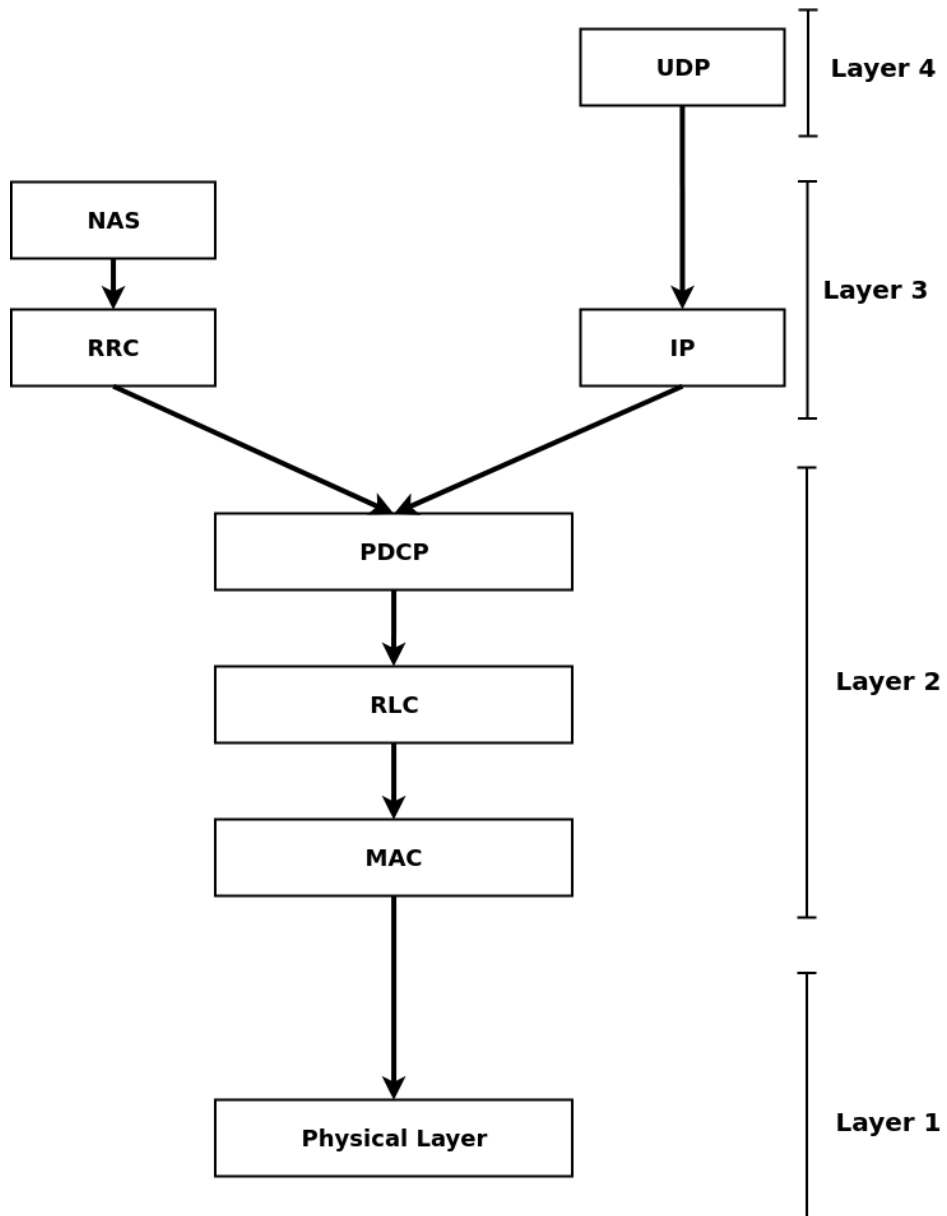 UDP
Layer 4
NAS
Layer 3
RRC
IP
PDCP
Layer 2
RLC
MAC
Physical Layer
Layer 1